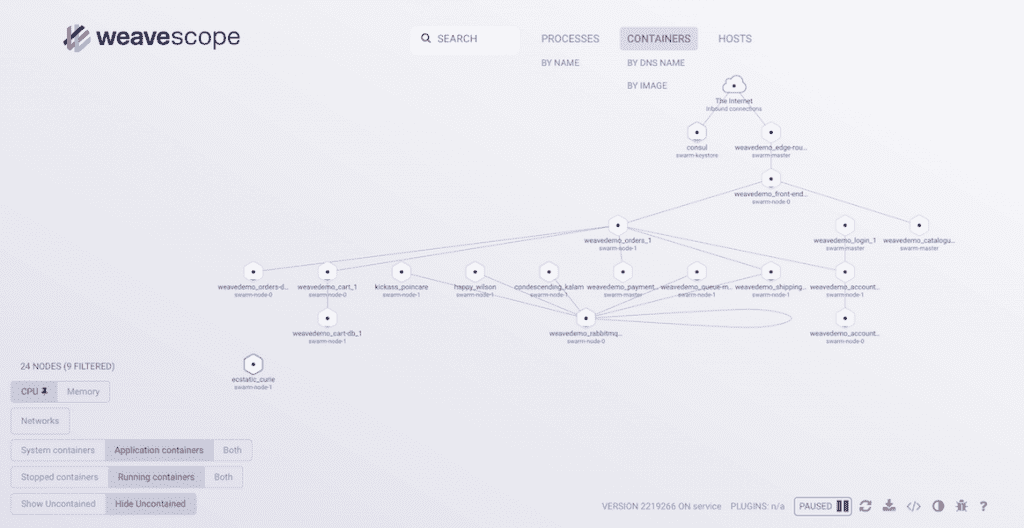 weavescope
SEARCH
PROCESSES
CONTAINERS
HOSTS
BY NAME
BY DNS NAME
BY IMAGE
The Internet
Inbound connections
consul
swarm-keystore
weavedemo_edge-rou...
swarm-master
weavedemo_front-end...
swarm-node-0
weavedemo_orders_1
swarm-node-1
weavedemo_login_1
swarm-master
weavedemo_catalogu...
swarm-master
weavedemo_orders-d...
swarm-node-0
weavedemo_cart_1
swarm-node-0
kickass_poincare
swarm-node-1
happy_wilson
swarm-node-1
condescending_kalam
swarm-node-1
weavedemo_payment...
swarm-master
weavedemo_queue-m...
swarm-node-1
weavedemo_shipping...
swarm-node-1
weavedemo_account...
swarm-node-1
weavedemo_cart-db_1
swarm-node-1
weavedemo_rabbitmq...
swarm-node-0
weavedemo_account...
swarm-node-0
ecstatic_curie
swarm-node-1
24 NODES (9 FILTERED)
CPU
Memory
Networks
System containers
Application containers
Both
Stopped containers
Running containers
Both
Show Uncontained
Hide Uncontained
VERSION 2219266 ON service
PLUGINS: n/a
PAUSED